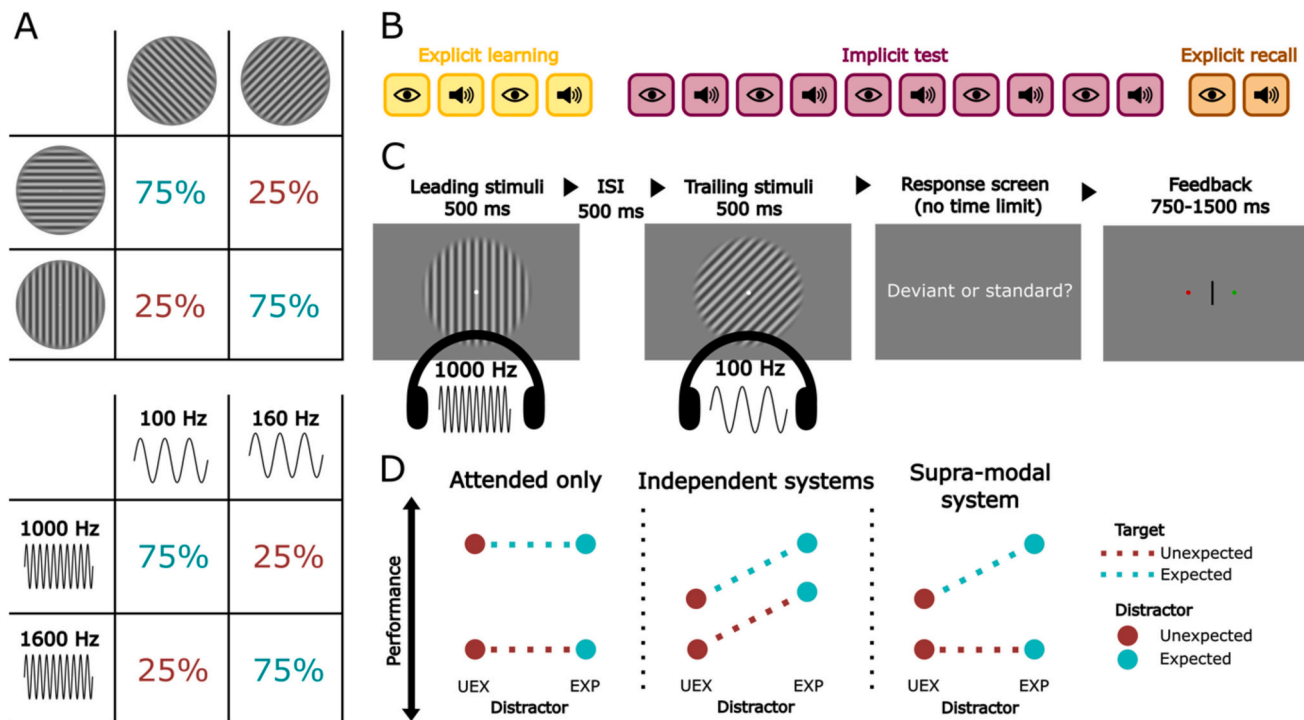 A
75%
25%
25%
75%
100 Hz
160 Hz
1000 Hz
75%
25%
1600 Hz
25%
75%
B
Explicit learning
Implicit test
Explicit recall
C
Leading stimuli
500 ms
ISI
500 ms
Trailing stimuli
500 ms
Response screen
(no time limit)
Feedback
750-1500 ms
Deviant or standard?
1000 Hz
100 Hz
D
Performance
Attended only
UEX
EXP
Distractor
Independent systems
UEX
EXP
Distractor
Supra-modal
system
UEX
EXP
Distractor
Target
Unexpected
Expected
Distractor
Unexpected
Expected